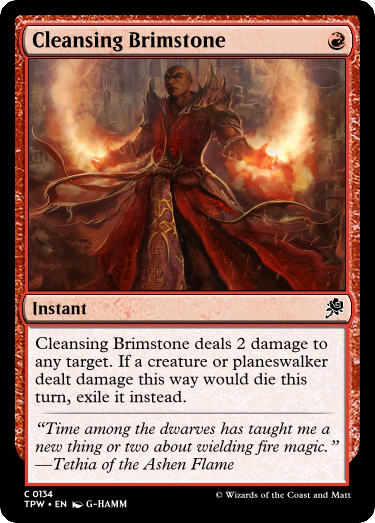 Cleansing Brimstone
Instant
Cleansing Brimstone deals 2 damage to
any target. If a creature or planeswalker
dealt damage this way would die this
turn, exile it instead.
“Time among the dwarves has taught me a
new thing or two about wielding fire magic.”
—Tethia of the Ashen Flame
C 0134
TPW • EN G-HAMM
© Wizards of the Coast and Matt